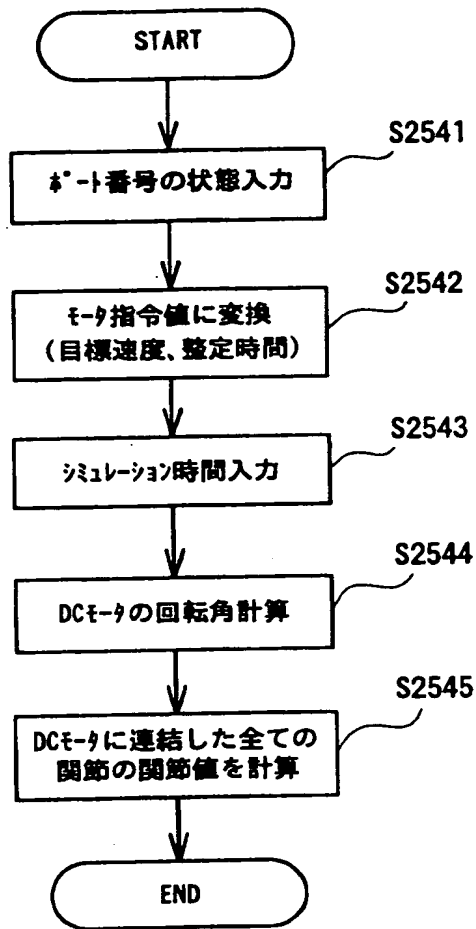 START
S2541
ﾎﾟｰﾄ番号の状態入力
S2542
ﾓｰﾀ指令値に変換
(目標速度、整定時間)
S2543
ｼﾐｭﾚｰｼｮﾝ時間入力
S2544
DCﾓｰﾀの回転角計算
S2545
DCﾓｰﾀに連結した全ての
関節の関節値を計算
END